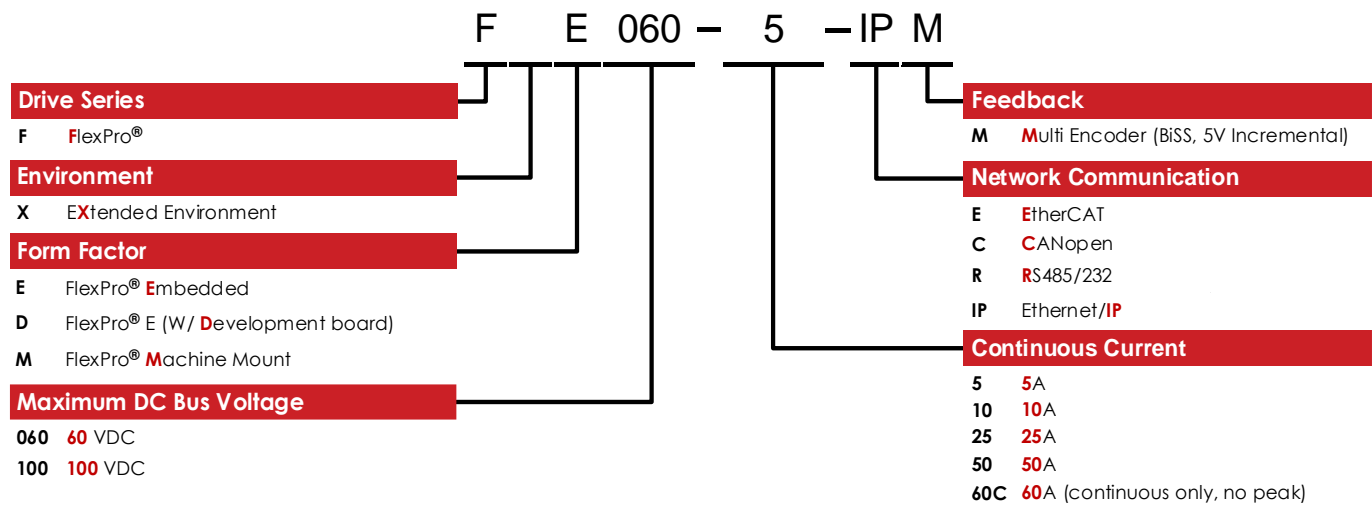 F E 060 – 5 – IP M
Drive Series
F FlexPro®
Environment
X EXtended Environment
Form Factor
E FlexPro® Embedded
D FlexPro® E (W/ Development board)
M FlexPro® Machine Mount
Maximum DC Bus Voltage
060 60 VDC
100 100 VDC
Feedback
M Multi Encoder (BiSS, 5V Incremental)
Network Communication
E EtherCAT
C CANopen
R RS485/232
IP Ethernet/IP
Continuous Current
5 5A
10 10A
25 25A
50 50A
60C 60A (continuous only, no peak)